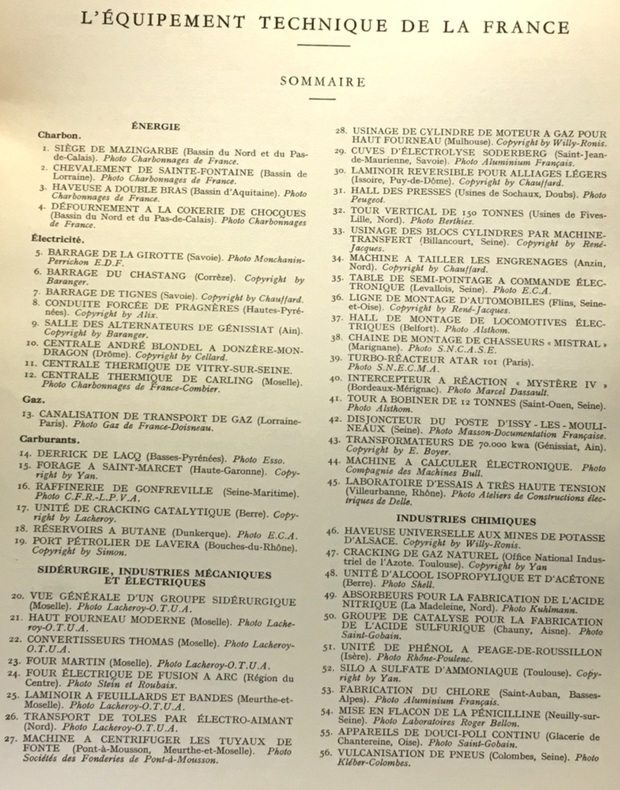 L'ÉQUIPEMENT TECHNIQUE DE LA FRANCE
SOMMAIRE
ÉNERGIE
Charbon.
1. SIÈGE DE MAZINGARBE (Bassin du Nord et du Pas-
de-Calais). Photo Charbonnages de France.
2. CHEVALEMENT DE SAINTE-FONTAINE (Bassin de
Lorraine). Photo Charbonnages de France.
3. HAVEUSE A DOUBLE BRAS (Bassin d'Aquitaine). Photo
Charbonnages de France.
4. DÉFOURNEMENT A LA COKERIE DE CHOCQUES
(Bassin du Nord et du Pas-de-Calais). Photo Charbonnages
de France.
Électricité.
5. BARRAGE DE LA GIROTTE (Savoie). Photo Monchanin-
Perrichon E.D.F.
6. BARRAGE DU CHASTANG (Corrèze). Copyright by
Baranger.
7. BARRAGE DE TIGNES (Savoie). Copyright by Chauffard.
8. CONDUITE FORCÉE DE PRAGNÈRES (Hautes-Pyré-
nées). Copyright by Alix.
9. SALLE DES ALTERNATEURS DE GÉNISSIAT (Ain).
Copyright by Baranger.
10. CENTRALE ANDRÉ BLONDEL A DONZÈRE-MON-
DRAGON (Drôme). Copyright by Cellard.
11. CENTRALE THERMIQUE DE VITRY-SUR-SEINE.
12. CENTRALE THERMIQUE DE CARLING (Moselle).
Photo Charbonnages de France-Combier.
Gaz.
13. CANALISATION DE TRANSPORT DE GAZ (Lorraine-
Paris). Photo Gaz de France-Doisneau.
Carburants.
14. DERRICK DE LACQ (Basses-Pyrénées). Photo Esso.
15. FORAGE A SAINT-MARCET (Haute-Garonne). Copy-
right by Yan.
16. RAFFINERIE DE GONFREVILLE (Seine-Maritime).
Photo C.F.R.-L.P.V.A.
17. UNITÉ DE CRACKING CATALYTIQUE (Berre). Copy-
right by Lacheroy.
18. RÉSERVOIRS A BUTANE (Dunkerque). Photo E.C.A.
19. PORT PÉTROLIER DE LAVERA (Bouches-du-Rhône).
Copyright by Simon.
SIDÉRURGIE, INDUSTRIES MÉCANIQUES
ET ÉLECTRIQUES
20. VUE GÉNÉRALE D'UN GROUPE SIDÉRURGIQUE
(Moselle). Photo Lacheroy-O.T.U.A.
21. HAUT FOURNEAU MODERNE (Moselle). Photo Lache-
roy-O.T.U.A.
22. CONVERTISSEURS THOMAS (Moselle). Photo Lacheroy-
O.T.U.A.
23. FOUR MARTIN (Moselle). Photo Lacheroy-O.T.U.A.
24. FOUR ÉLECTRIQUE DE FUSION A ARC (Région du
Centre). Photo Stein et Roubaix.
25. LAMINOIR A FEUILLARDS ET BANDES (Meurthe-et-
Moselle). Photo Lacheroy-O.T.U.A.
26. TRANSPORT DE TOLES PAR ÉLECTRO-AIMANT
(Nord). Photo Lacheroy-O.T.U.A.
27. MACHINE A CENTRIFUGER LES TUYAUX DE
FONTE (Pont-à-Mousson, Meurthe-et-Moselle). Photo
Sociétés des Fonderies de Pont-à-Mousson.
28. USINAGE DE CYLINDRE DE MOTEUR A GAZ POUR
HAUT FOURNEAU (Mulhouse). Copyright by Willy-Ronis.
29. CUVES D'ÉLECTROLYSE SODERBERG (Saint-Jean-
de-Maurienne, Savoie). Photo Aluminium Français.
30. LAMINOIR REVERSIBLE POUR ALLIAGES LÉGERS
(Issoire, Puy-de-Dôme). Copyright by Chauffard.
31. HALL DES PRESSES (Usines de Sochaux, Doubs). Photo
Peugeot.
32. TOUR VERTICAL DE 150 TONNES (Usines de Fives-
Lille, Nord). Photo Berthiez.
33. USINAGE DES BLOCS CYLINDRES PAR MACHINE-
TRANSFERT (Billancourt, Seine). Copyright by René-
Jacques.
34. MACHINE A TAILLER LES ENGRENAGES (Anzin,
Nord). Copyright by Chauffard.
35. TABLE DE SEMI-POINTAGE A COMMANDE ÉLEC-
TRONIQUE (Levallois, Seine). Photo E.C.A.
36. LIGNE DE MONTAGE D'AUTOMOBILES (Flins, Seine-
et-Oise). Copyright by René-Jacques.
37. HALL DE MONTAGE DE LOCOMOTIVES ÉLEC-
TRIQUES (Belfort). Photo Alsthom.
38. CHAINE DE MONTAGE DE CHASSEURS « MISTRAL »
(Marignane). Photo S.N.C.A.S.E.
39. TURBO-RÉACTEUR ATAR 101 (Paris).
Photo S.N.E.C.M.A.
40. INTERCEPTEUR A RÉACTION « MYSTÈRE IV »
(Bordeaux-Mérignac). Photo Marcel Dassault.
41. TOUR A BOBINER DE 12 TONNES (Saint-Ouen, Seine).
Photo Alsthom.
42. DISJONCTEUR DU POSTE D'ISSY-LES-MOULI-
NEAUX (Seine). Photo Masson-Documentation Française.
43. TRANSFORMATEURS DE 70.000 kwa (Génissiat, Ain).
Copyright by E. Boyer.
44. MACHINE A CALCULER ÉLECTRONIQUE. Photo
Compagnie des Machines Bull.
45. LABORATOIRE D'ESSAIS A TRÈS HAUTE TENSION
(Villeurbanne, Rhône). Photo Ateliers de Constructions élec-
triques de Delle.
INDUSTRIES CHIMIQUES
46. HAVEUSE UNIVERSELLE AUX MINES DE POTASSE
D'ALSACE. Copyright by Willy-Ronis.
47. CRACKING DE GAZ NATUREL (Office National Indus-
triel de l'Azote. Toulouse). Copyright by Yan
48. UNITÉ D'ALCOOL ISOPROPYLIQUE ET D'ACÉTONE
(Berre). Photo Shell.
49. ABSORBEURS POUR LA FABRICATION DE L'ACIDE
NITRIQUE (La Madeleine, Nord). Photo Kuhlmann.
50. GROUPE DE CATALYSE POUR LA FABRICATION
DE L'ACIDE SULFURIQUE (Chauny, Aisne). Photo
Saint-Gobain.
51. UNITÉ DE PHÉNOL A PEAGE-DE-ROUSSILLON
(Isère). Photo Rhône-Poulenc.
52. SILO A SULFATE D'AMMONIAQUE (Toulouse). Copy-
right by Yan.
53. FABRICATION DU CHLORE (Saint-Auban, Basses-
Alpes). Photo Aluminium Français.
54. MISE EN FLACON DE LA PÉNICILLINE (Neuilly-sur-
Seine). Photo Laboratoires Roger Bellon.
55. APPAREILS DE DOUCI-POLI CONTINU (Glacerie de
Chantereine, Oise). Photo Saint-Gobain.
56. VULCANISATION DE PNEUS (Colombes, Seine). Photo
Kléber-Colombes.